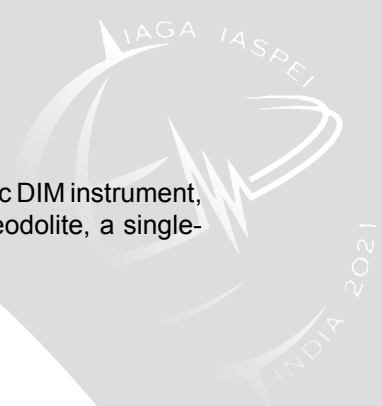 IAGA IASPEI
c DIM instrument,
eodolite, a single-
INDIA 2021